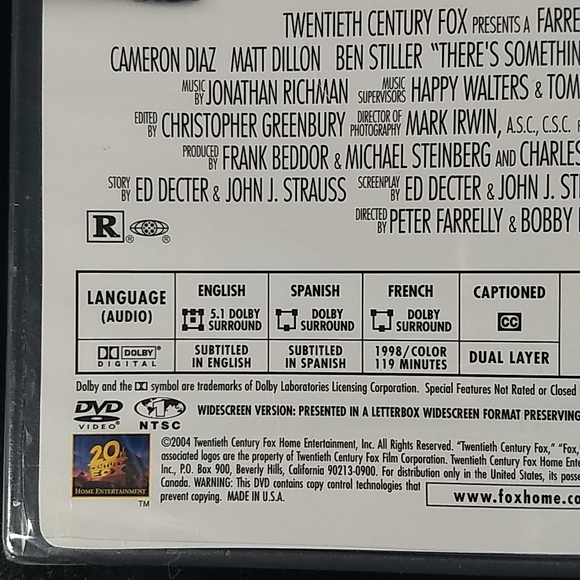 TWENTIETH CENTURY FOX PRESENTS A FARRE
CAMERON DIAZ MATT DILLON BEN STILLER "THERE'S SOMETHIN
MUSIC BY JONATHAN RICHMAN MUSIC SUPERVISORS HAPPY WALTERS & TOM
EDITED BY CHRISTOPHER GREENBURY DIRECTOR OF PHOTOGRAPHY MARK IRWIN, A.S.C., C.S.C.
PRODUCED BY FRANK BEDDOR & MICHAEL STEINBERG AND CHARLES
STORY BY ED DECTER & JOHN J. STRAUSS SCREENPLAY BY ED DECTER & JOHN J. ST
DIRECTED BY PETER FARRELLY & BOBBY
R ® ®
LANGUAGE (AUDIO) ENGLISH 5.1 DOLBY SURROUND SPANISH DOLBY SURROUND FRENCH DOLBY SURROUND CAPTIONED CC
DOLBY DIGITAL SUBTITLED IN ENGLISH SUBTITLED IN SPANISH 1998/COLOR 119 MINUTES DUAL LAYER
Dolby and the DD symbol are trademarks of Dolby Laboratories Licensing Corporation. Special Features Not Rated or Closed
DVD VIDEO NTSC WIDESCREEN VERSION: PRESENTED IN A LETTERBOX WIDESCREEN FORMAT PRESERVING
20th CENTURY FOX HOME ENTERTAINMENT TM
©2004 Twentieth Century Fox Home Entertainment, Inc. All Rights Reserved. "Twentieth Century Fox," "Fox,
associated logos are the property of Twentieth Century Fox Film Corporation. Twentieth Century Fox Home Ente
Inc., P.O. Box 900, Beverly Hills, California 90213-0900. For distribution only in the United States, its posse
Canada. WARNING: This DVD contains copy control technologies that
prevent copying. MADE IN U.S.A.
www.foxhome.co